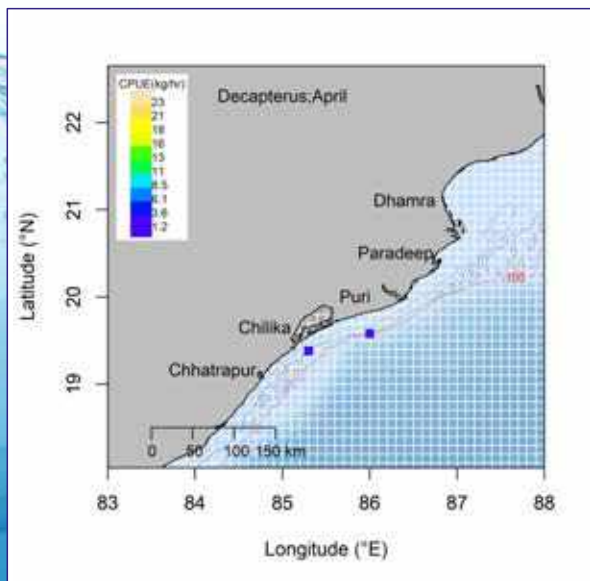 CPUE(kg/hr)
23
21
18
16
13
11
8.5
6.1
3.6
1.2
Decapterus;April
Dhamra
Paradeep
Puri
Chilika
Chhatrapur
100
0 50 100 150 km
22
21
20
19
Latitude (°N)
83 84 85 86 87 88
Longitude (°E)